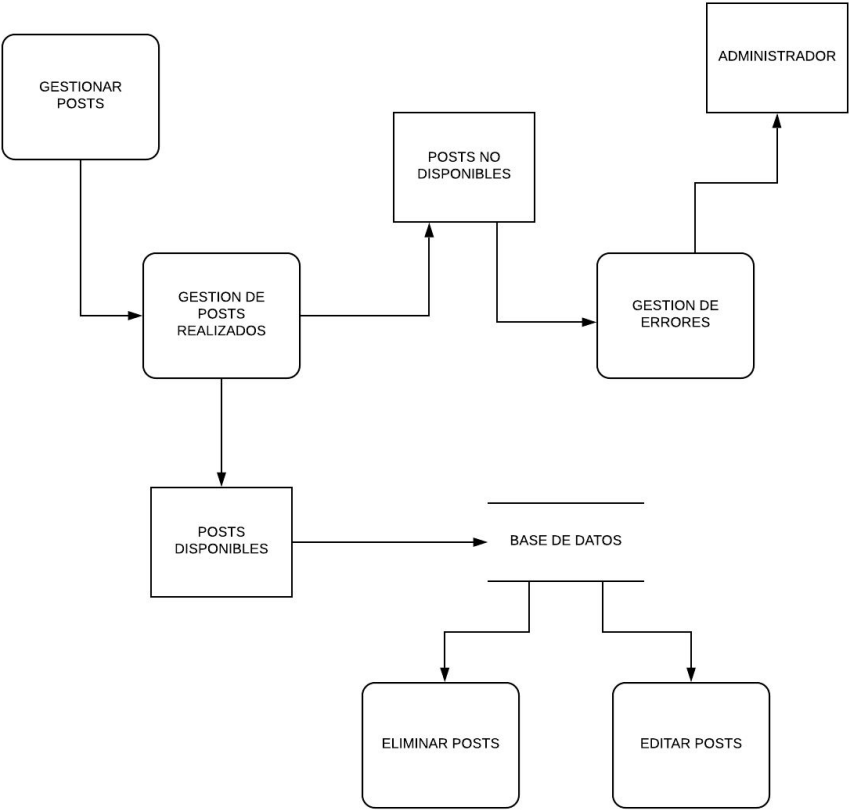 ADMINISTRADOR
GESTIONAR
POSTS
POSTS NO
DISPONIBLES
GESTION DE
POSTS
REALIZADOS
GESTION DE
ERRORES
POSTS
DISPONIBLES
BASE DE DATOS
ELIMINAR POSTS
EDITAR POSTS